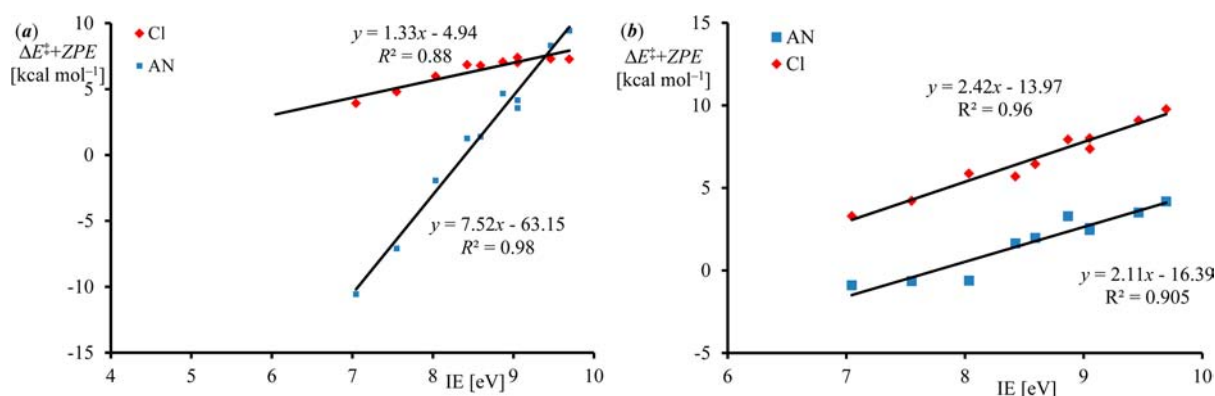 (a)
ΔE‡+ZPE
[kcal mol⁻¹]
Cl
AN
y = 1.33x - 4.94
R² = 0.88
y = 7.52x - 63.15
R² = 0.98
10
5
0
-5
-10
-15
4
5
6
7
8
9
10
IE [eV]
(b)
ΔE‡+ZPE
[kcal mol⁻¹]
AN
Cl
y = 2.42x - 13.97
R² = 0.96
y = 2.11x - 16.39
R² = 0.905
15
10
5
0
-5
6
7
8
9
10
IE [eV]